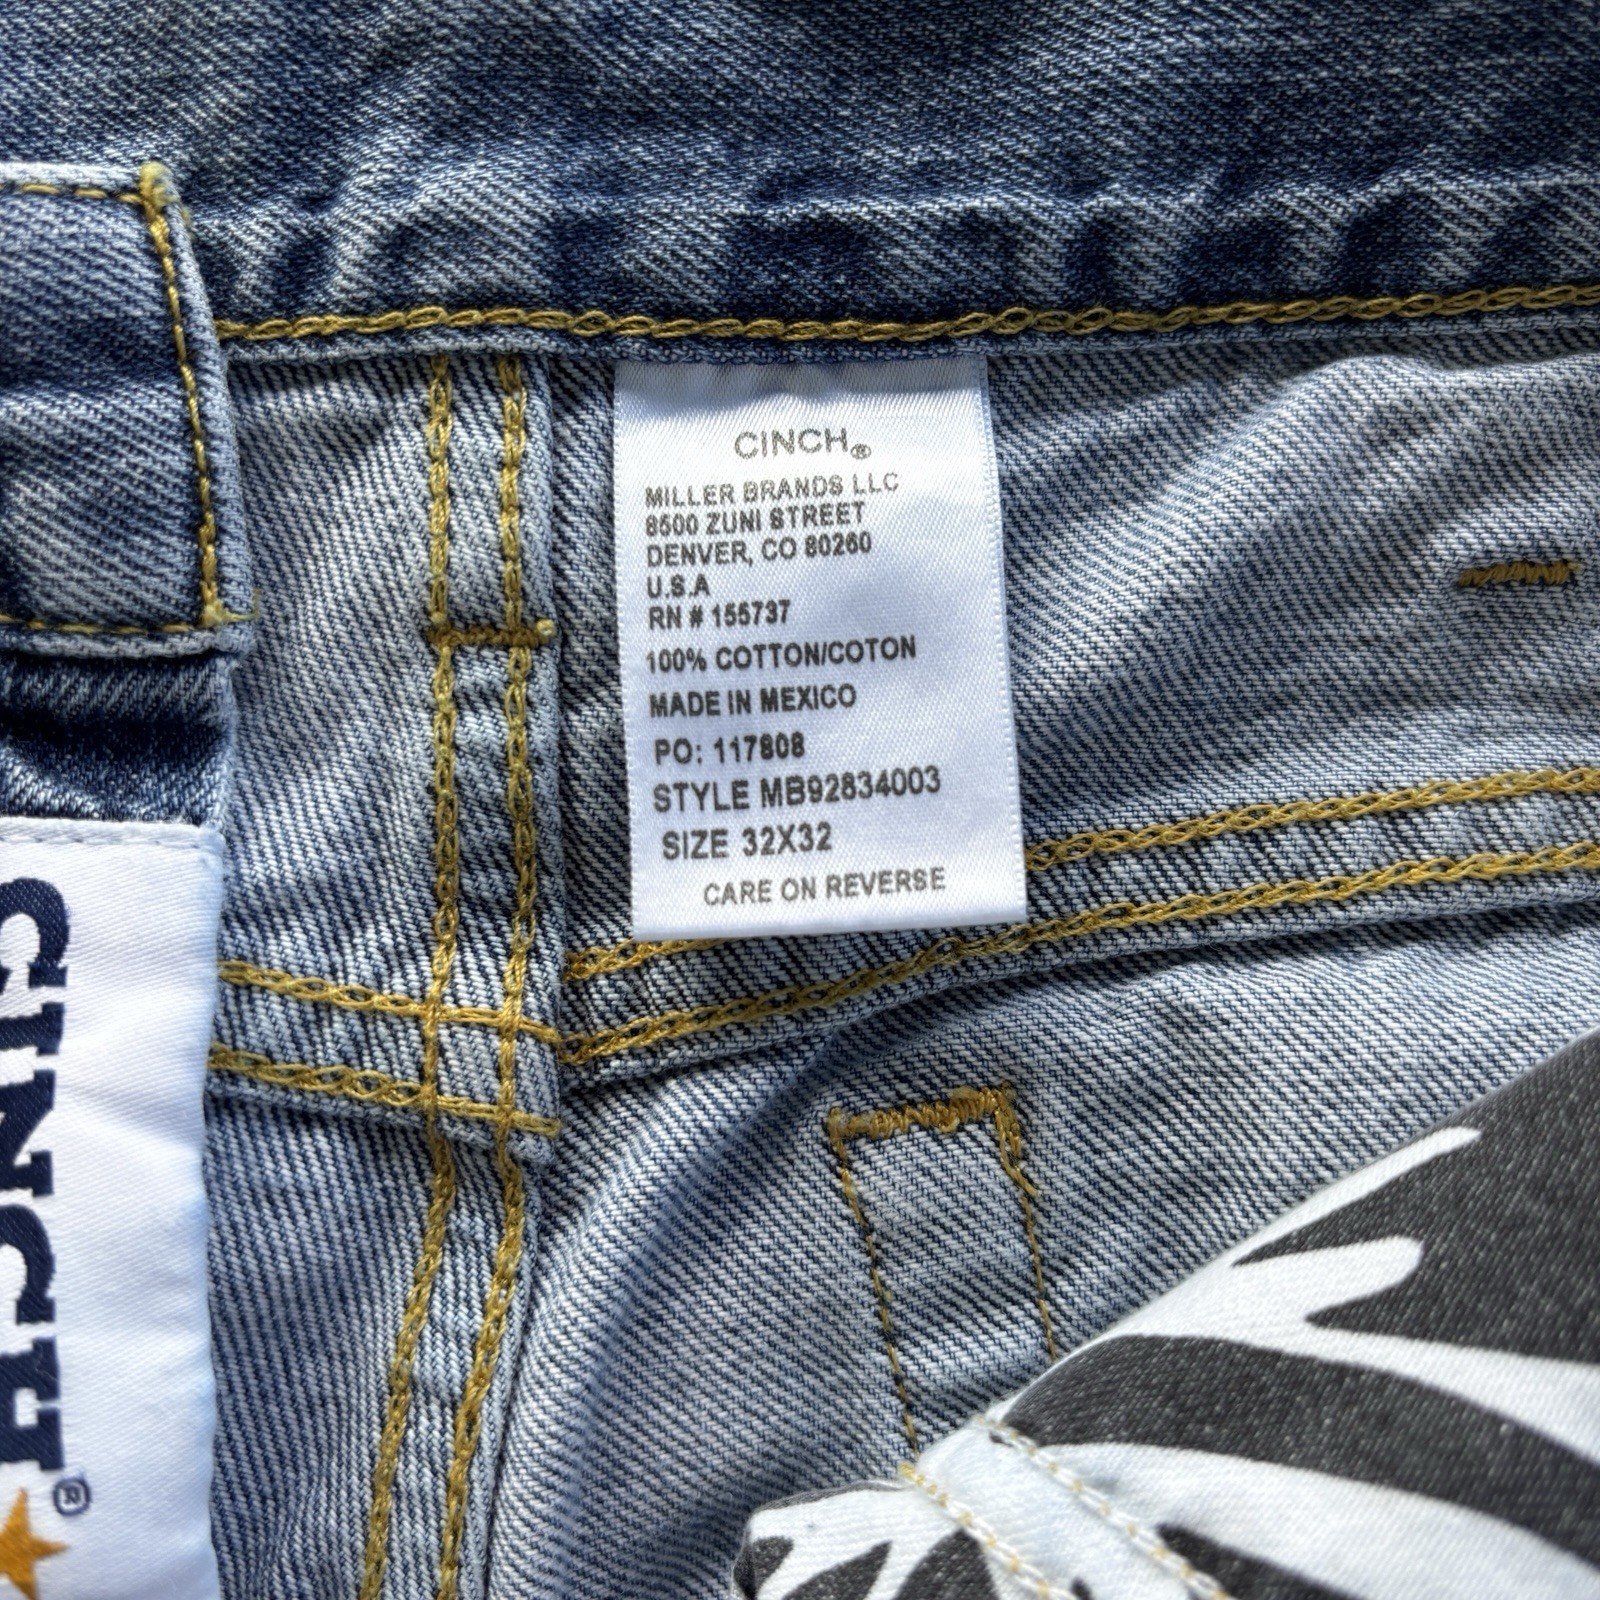 CINCH®
MILLER BRANDS LLC
8500 ZUNI STREET
DENVER, CO 80260
U.S.A
RN # 155737
100% COTTON/COTON
MADE IN MEXICO
PO: 117808
STYLE MB92834003
SIZE 32X32
CARE ON REVERSE
CINCH®